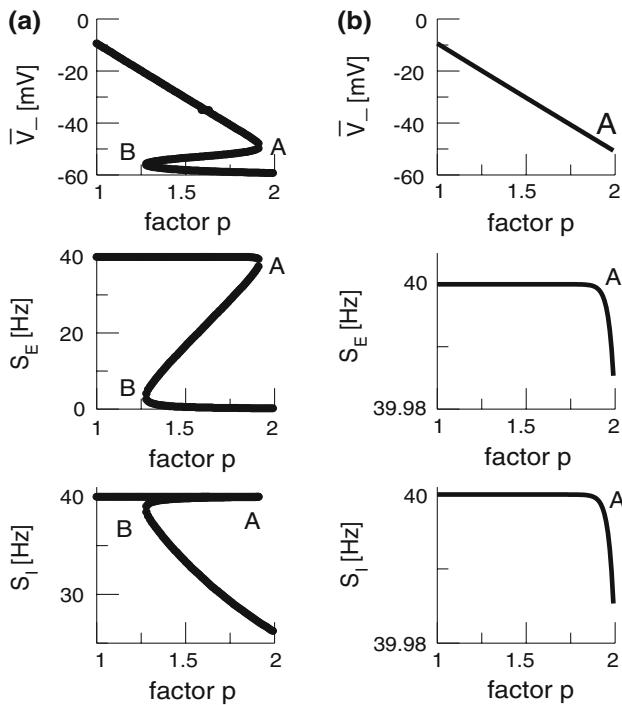 (a)
0
-20
-40
-60
V̅_ [mV]
B
A
1
1.5
2
factor p
40
20
0
S_E [Hz]
A
B
1
1.5
2
factor p
40
30
S_I [Hz]
B
A
1
1.5
2
factor p
(b)
0
-20
-40
-60
V̅_ [mV]
A
1
1.5
2
factor p
40
39.98
S_E [Hz]
A
1
1.5
2
factor p
40
39.98
S_I [Hz]
A
1
1.5
2
factor p